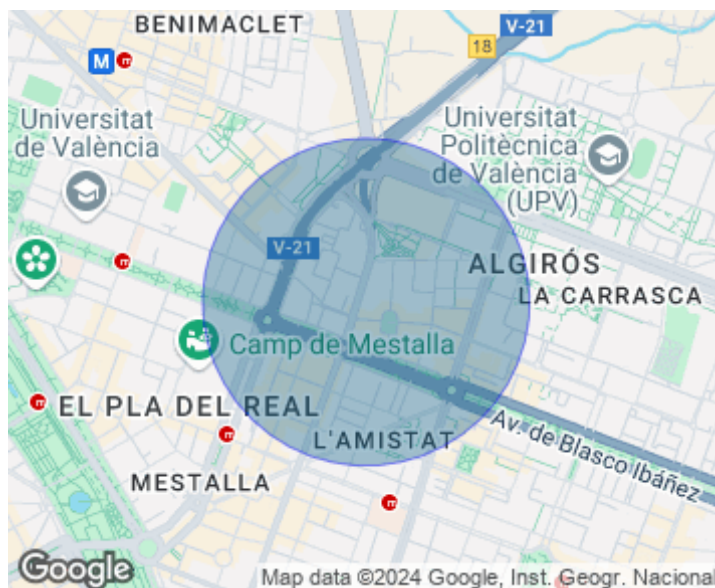 BENIMACLET
V-21
18
M
Universitat
de València
Universitat
Politècnica
de València
(UPV)
V-21
ALGIRÓS
LA CARRASCA
Camp de Mestalla
EL PLA DEL REAL
L'AMISTAT
Av. de Blasco Ibáñez
MESTALLA
Google
Map data ©2024 Google, Inst. Geogr. Nacional